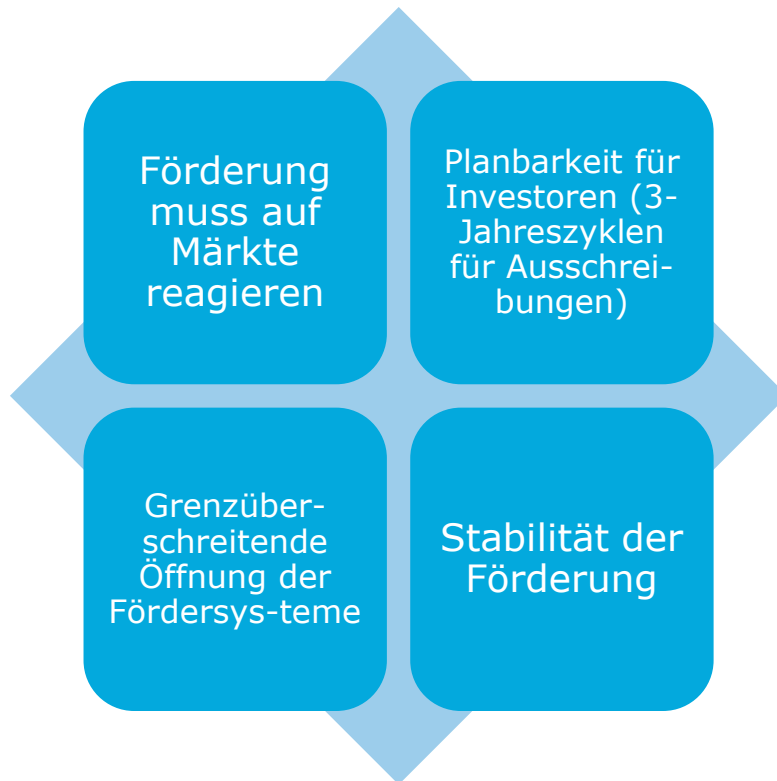 Förderung
muss auf
Märkte
reagieren
Planbarkeit für
Investoren (3-
Jahreszyklen
für Ausschrei-
bungen)
Grenzüber-
schreitende
Öffnung der
Fördersys-teme
Stabilität der
Förderung